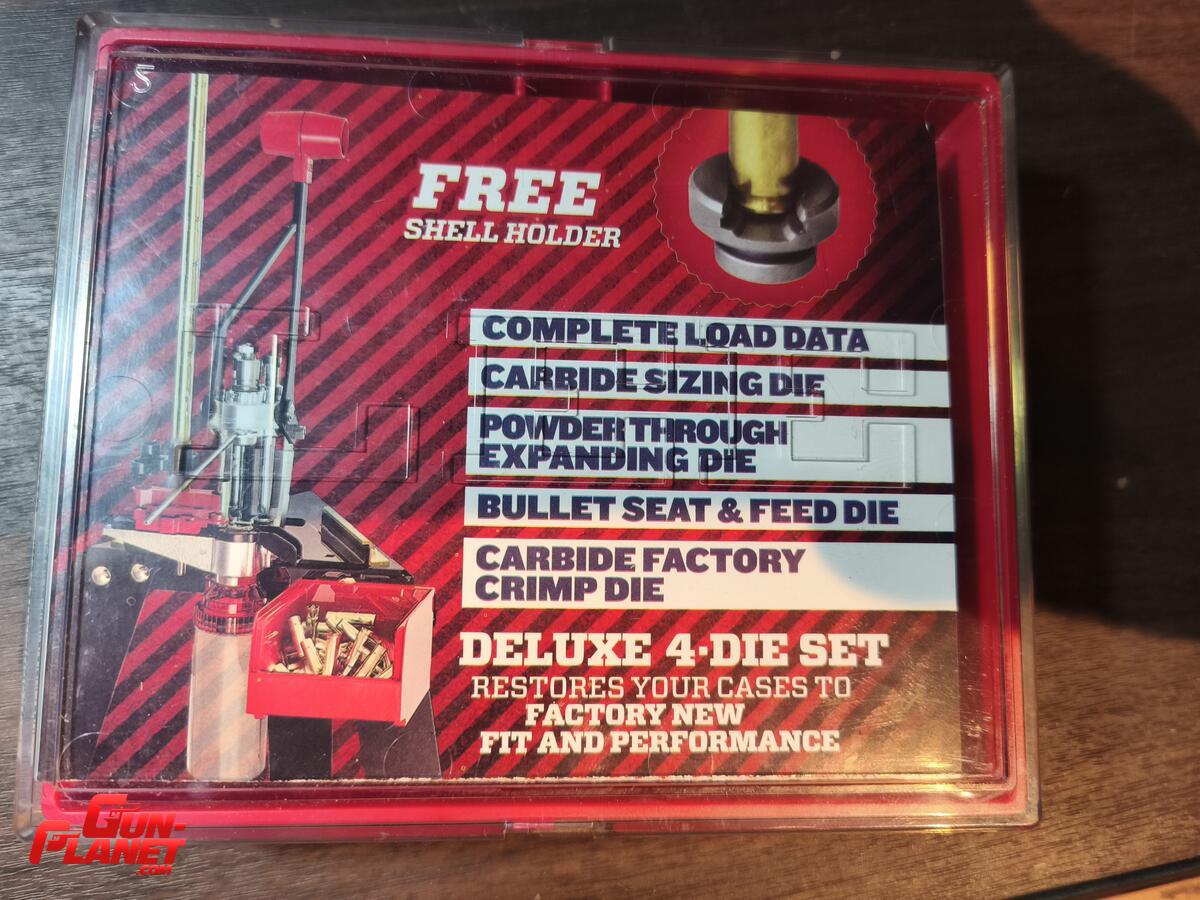 FREE
SHELL HOLDER
COMPLETE LOAD DATA
CARBIDE SIZING DIE
POWDER THROUGH
EXPANDING DIE
BULLET SEAT & FEED DIE
CARBIDE FACTORY
CRIMP DIE
DELUXE 4-DIE SET
RESTORES YOUR CASES TO
FACTORY NEW
FIT AND PERFORMANCE
GUN-
PLANET
.COM